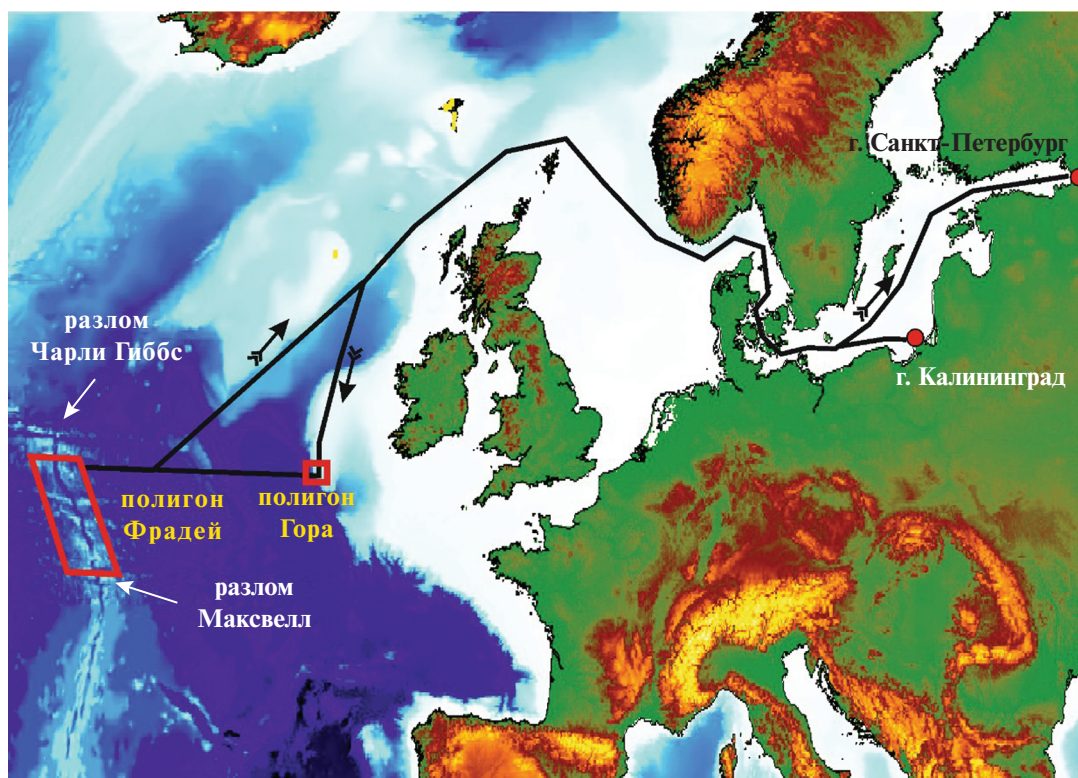 г. Санкт-Петербург
разлом
Чарли Гиббс
г. Калининград
полигон
Фрадей
полигон
Гора
разлом
Максвелл